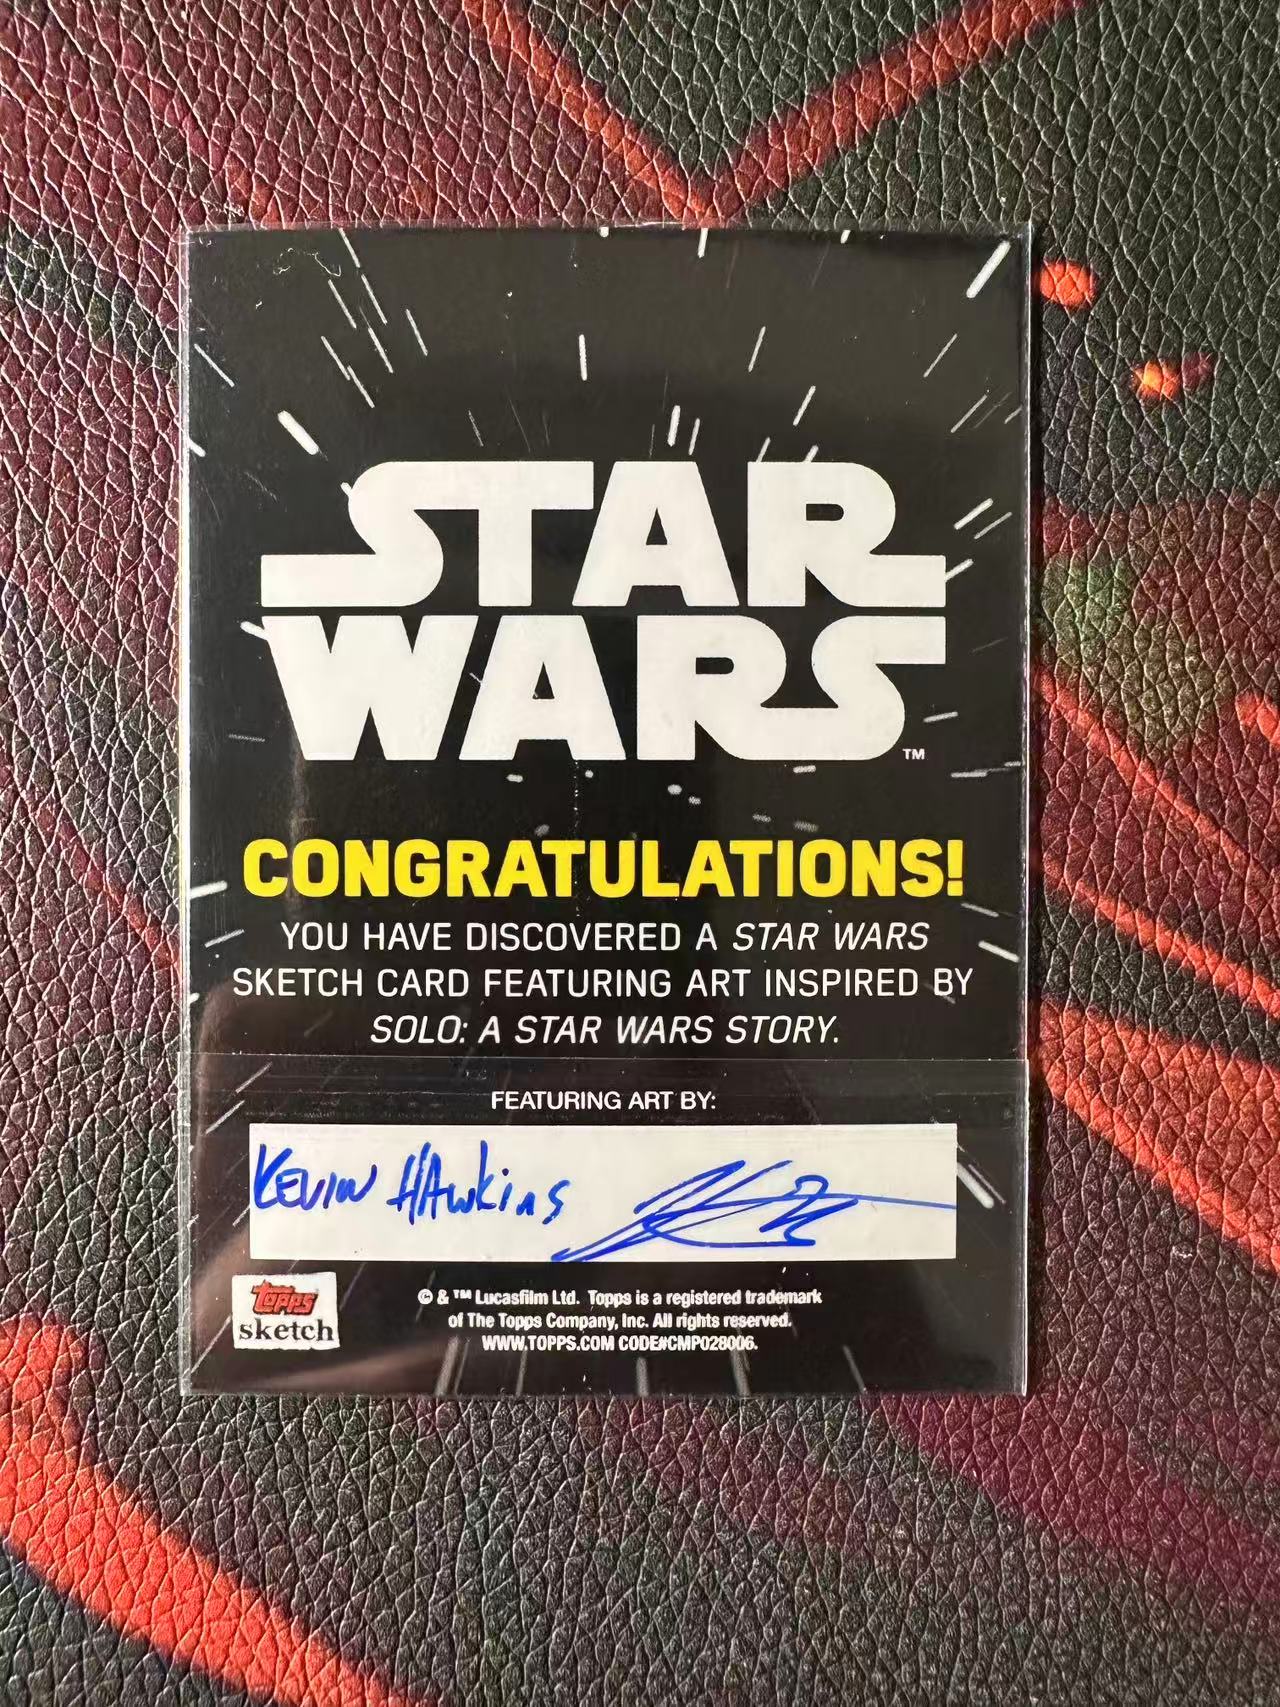 STAR
WARS
TM
CONGRATULATIONS!
YOU HAVE DISCOVERED A STAR WARS
SKETCH CARD FEATURING ART INSPIRED BY
SOLO: A STAR WARS STORY.
FEATURING ART BY:
KEVIN HAWKINS
topps
sketch
© & ™ Lucasfilm Ltd. Topps is a registered trademark
of The Topps Company, Inc. All rights reserved.
WWW.TOPPS.COM CODE#CMP028006.